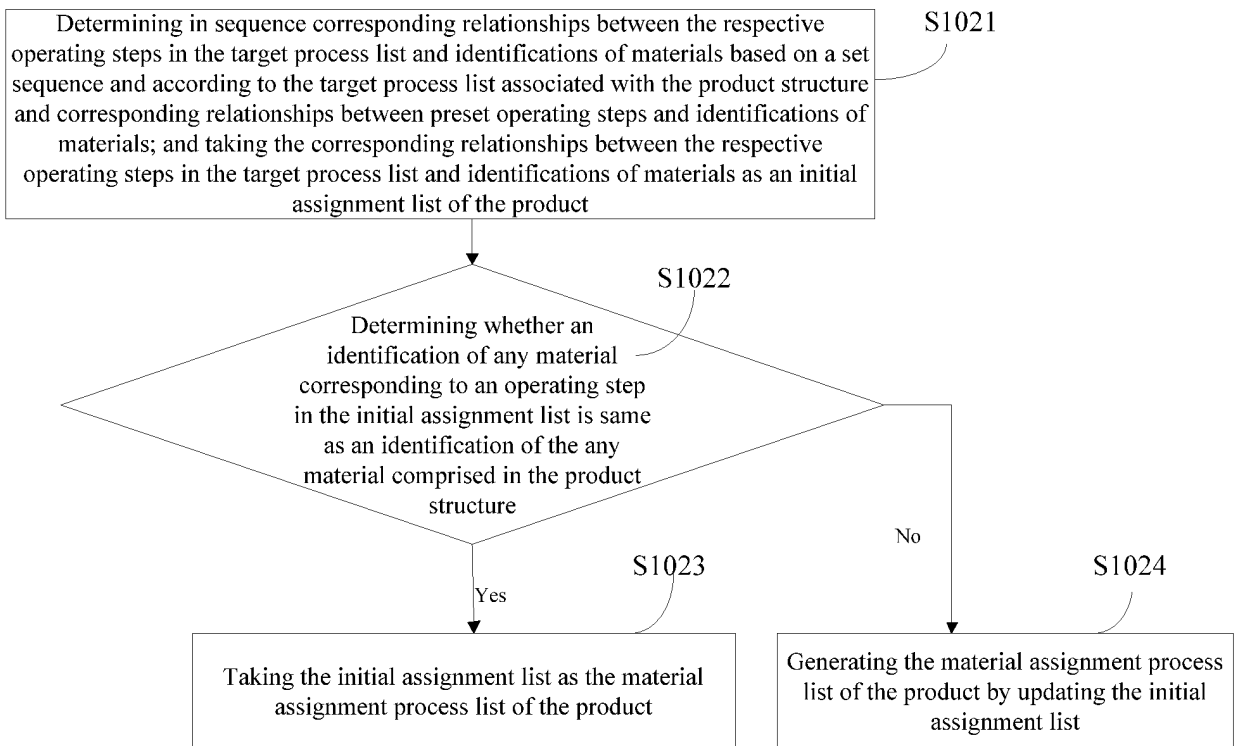 Determining in sequence corresponding relationships between the respective
operating steps in the target process list and identifications of materials based on a set
sequence and according to the target process list associated with the product structure
and corresponding relationships between preset operating steps and identifications of
materials; and taking the corresponding relationships between the respective
operating steps in the target process list and identifications of materials as an initial
assignment list of the product
S1021
S1022
Determining whether an
identification of any material
corresponding to an operating step
in the initial assignment list is same
as an identification of the any
material comprised in the product
structure
No
Yes
S1023
S1024
Taking the initial assignment list as the material
assignment process list of the product
Generating the material assignment process
list of the product by updating the initial
assignment list